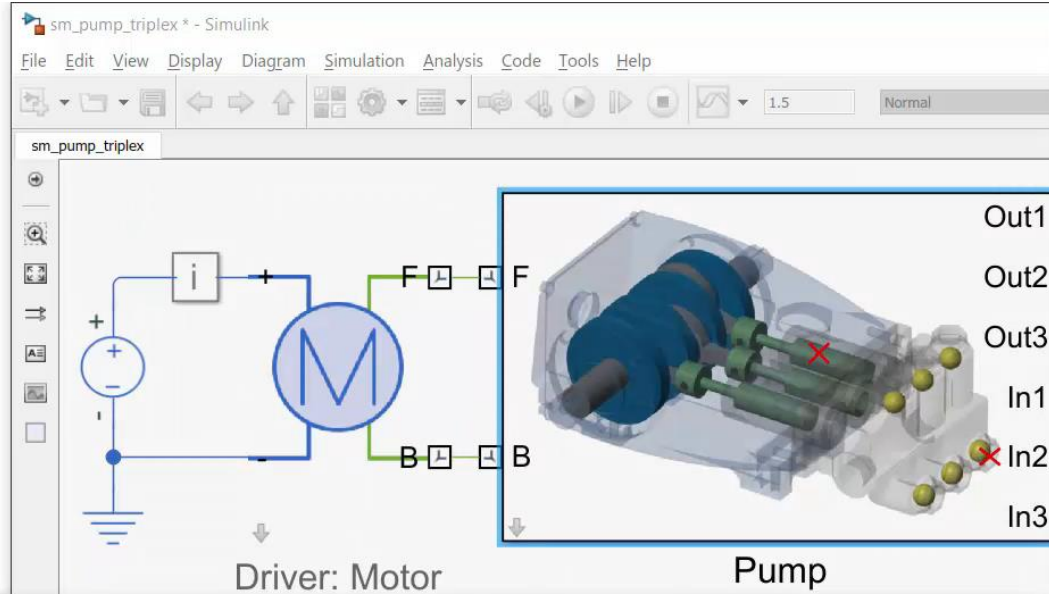 sm_pump_triplex * - Simulink
File Edit View Display Diagram Simulation Analysis Code Tools Help
1.5 Normal
sm_pump_triplex
Out1
i + F F Out2
+ Out3
+
M
In1
-
- B B In2
In3
Driver: Motor Pump